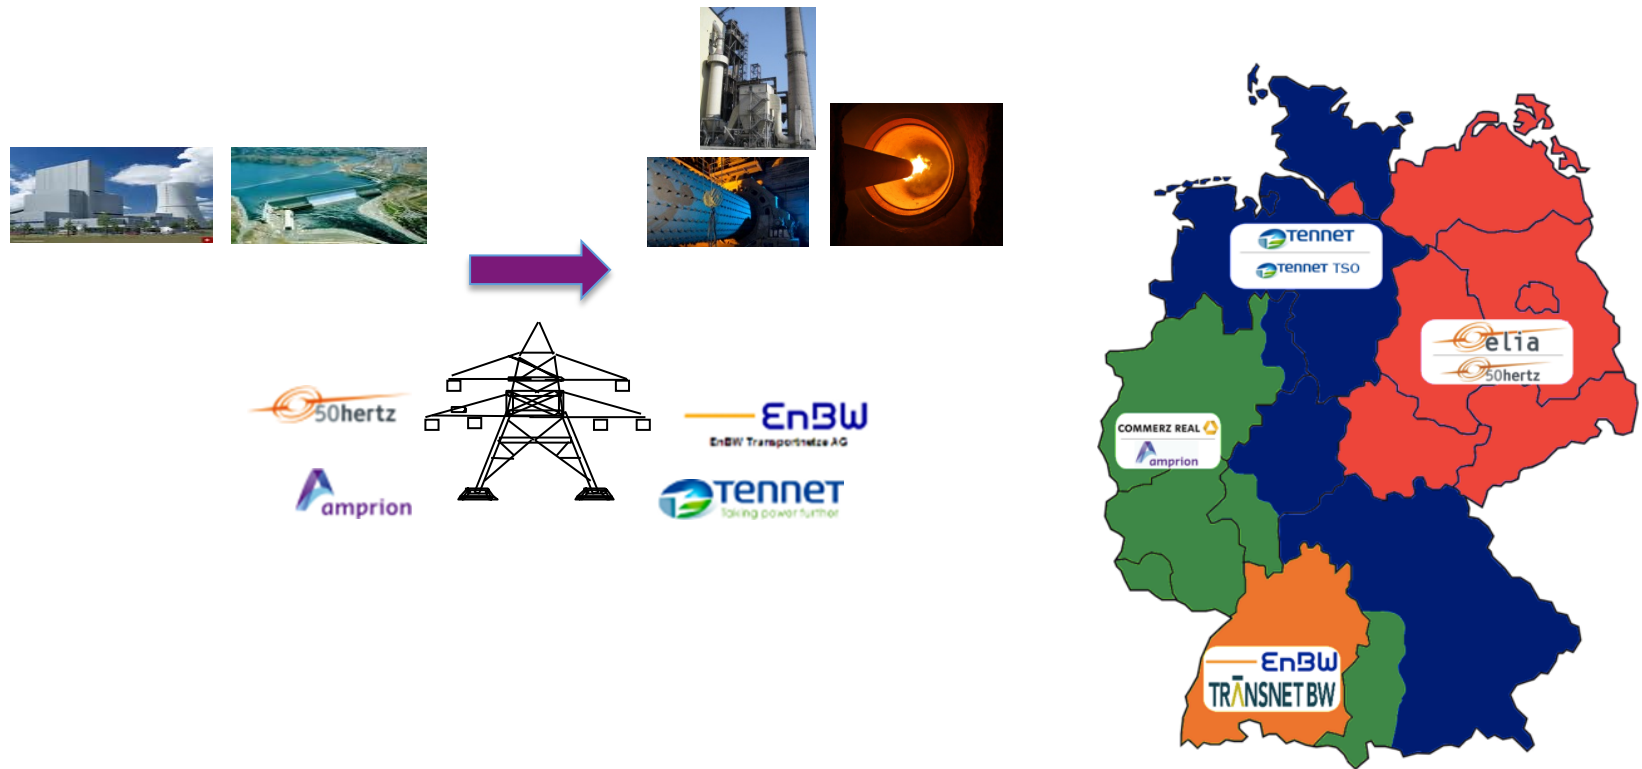 50hertz
amprion
EnBW
EnBW Transportnetze AG
TENNET
Taking power further
TENNET
TENNET TSO
elia
50hertz
COMMERZ REAL
amprion
EnBW
TRANSNET BW